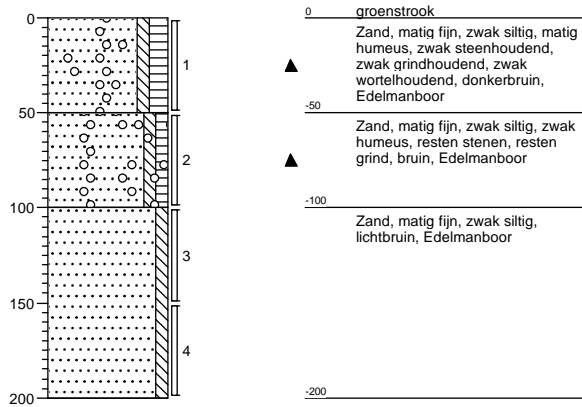 0
50
100
150
200
1
2
3
4
0
groenstrook
Zand, matig fijn, zwak siltig, matig
humeus, zwak steenhoudend,
zwak grindhoudend, zwak
wortelhoudend, donkerbruin,
Edelmanboor
-50
Zand, matig fijn, zwak siltig, zwak
humeus, resten stenen, resten
grind, bruin, Edelmanboor
-100
Zand, matig fijn, zwak siltig,
lichtbruin, Edelmanboor
-200